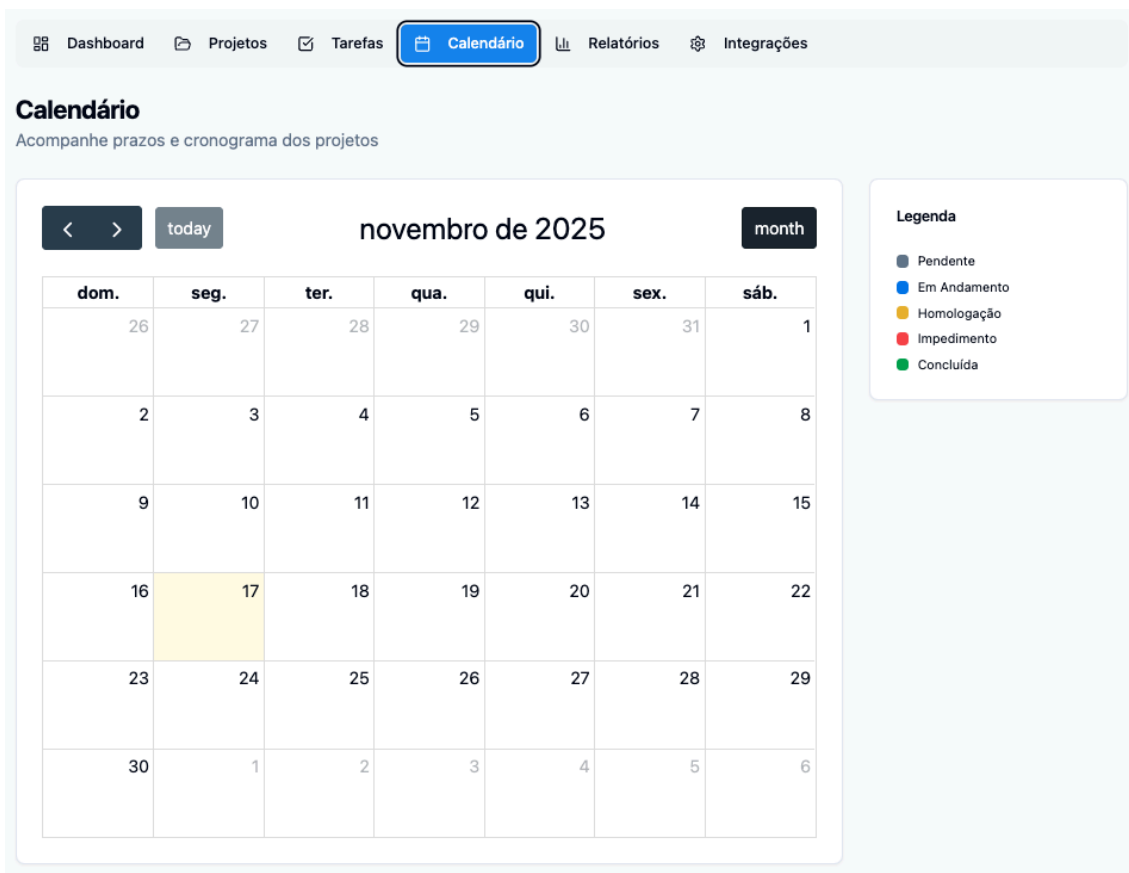 Dashboard Projetos Tarefas Calendário Relatórios Integrações
Calendário
Acompanhe prazos e cronograma dos projetos
today novembro de 2025 month
dom. seg. ter. qua. qui. sex. sáb.
26 27 28 29 30 31 1
2 3 4 5 6 7 8
9 10 11 12 13 14 15
16 17 18 19 20 21 22
23 24 25 26 27 28 29
30 1 2 3 4 5 6
Legenda
Pendente
Em Andamento
Homologação
Impedimento
Concluída